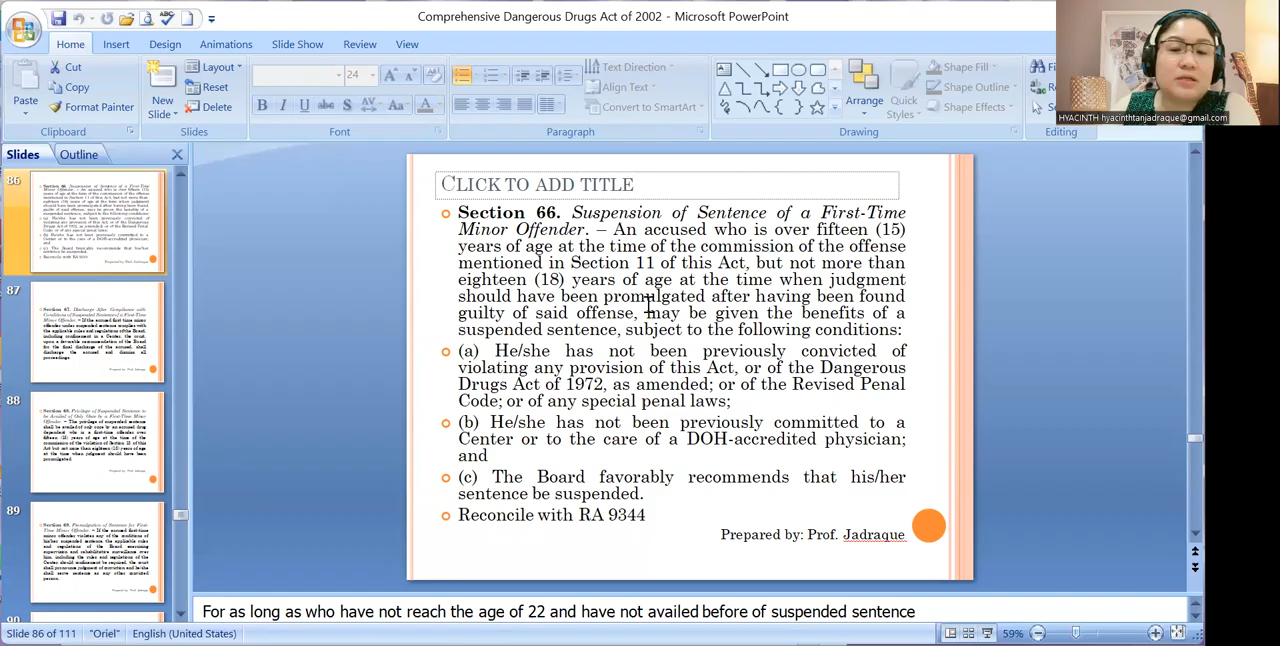 Comprehensive Dangerous Drugs Act of 2002 - Microsoft PowerPoint
Home Insert Design Animations Slide Show Review View
Cut
Copy
Format Painter
Paste
Clipboard
New
Slide
Layout
Reset
Delete
Slides
24
B I U abc S AV Aa A
Font
Text Direction
Align Text
Convert to SmartArt
Paragraph
Arrange
Quick
Styles
Shape Fill
Shape Outline
Shape Effects
Drawing
Editing
HYACINTH hyacinthtanjadraque@gmail.com
Slides Outline
86
87
88
89
CLICK TO ADD TITLE
Suspension of Sentence of a First-Time
Minor Offender. – An accused who is over fifteen (15)
years of age at the time of the commission of the offense
mentioned in Section 11 of this Act, but not more than
eighteen (18) years of age at the time when judgment
should have been promulgated after having been found
guilty of said offense, may be given the benefits of a
suspended sentence, subject to the following conditions:
(a) He/she has not been previously convicted of
violating any provision of this Act, or of the Dangerous
Drugs Act of 1972, as amended; or of the Revised Penal
Code; or of any special penal laws;
(b) He/she has not been previously committed to a
Center or to the care of a DOH-accredited physician;
and
(c) The Board favorably recommends that his/her
sentence be suspended.
Reconcile with RA 9344
Prepared by: Prof. Jadraque
For as long as who have not reach the age of 22 and have not availed before of suspended sentence
Slide 86 of 111 "Oriel" English (United States) 59%